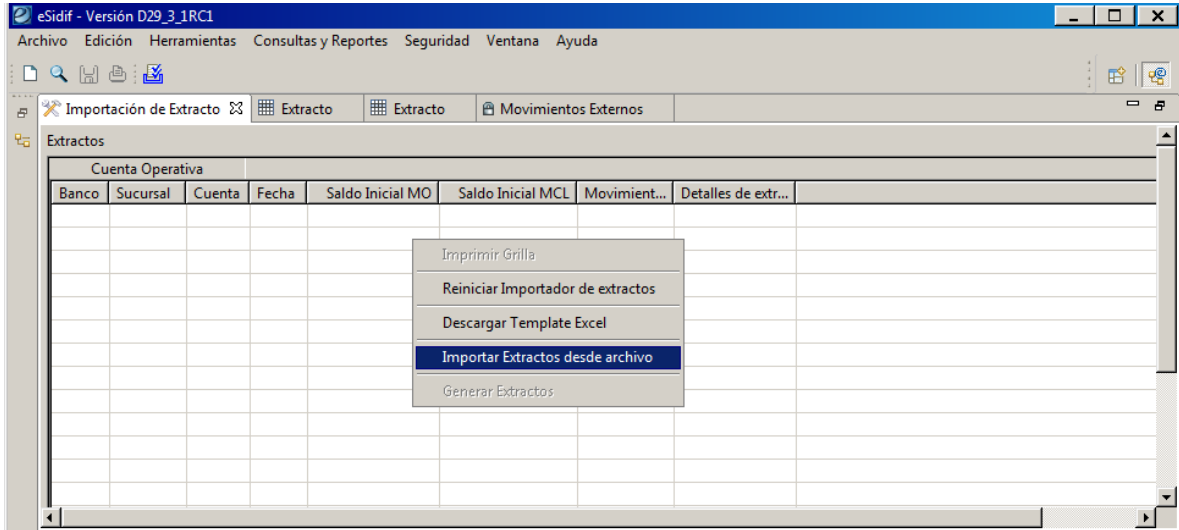 eSidif - Versión D29_3_1RC1
Archivo Edición Herramientas Consultas y Reportes Seguridad Ventana Ayuda
Importación de Extracto Extracto Extracto Movimientos Externos
Extractos
Cuenta Operativa
Banco Sucursal Cuenta Fecha Saldo Inicial MO Saldo Inicial MCL Movimient... Detalles de extr...
Imprimir Grilla
Reiniciar Importador de extractos
Descargar Template Excel
Importar Extractos desde archivo
Generar Extractos